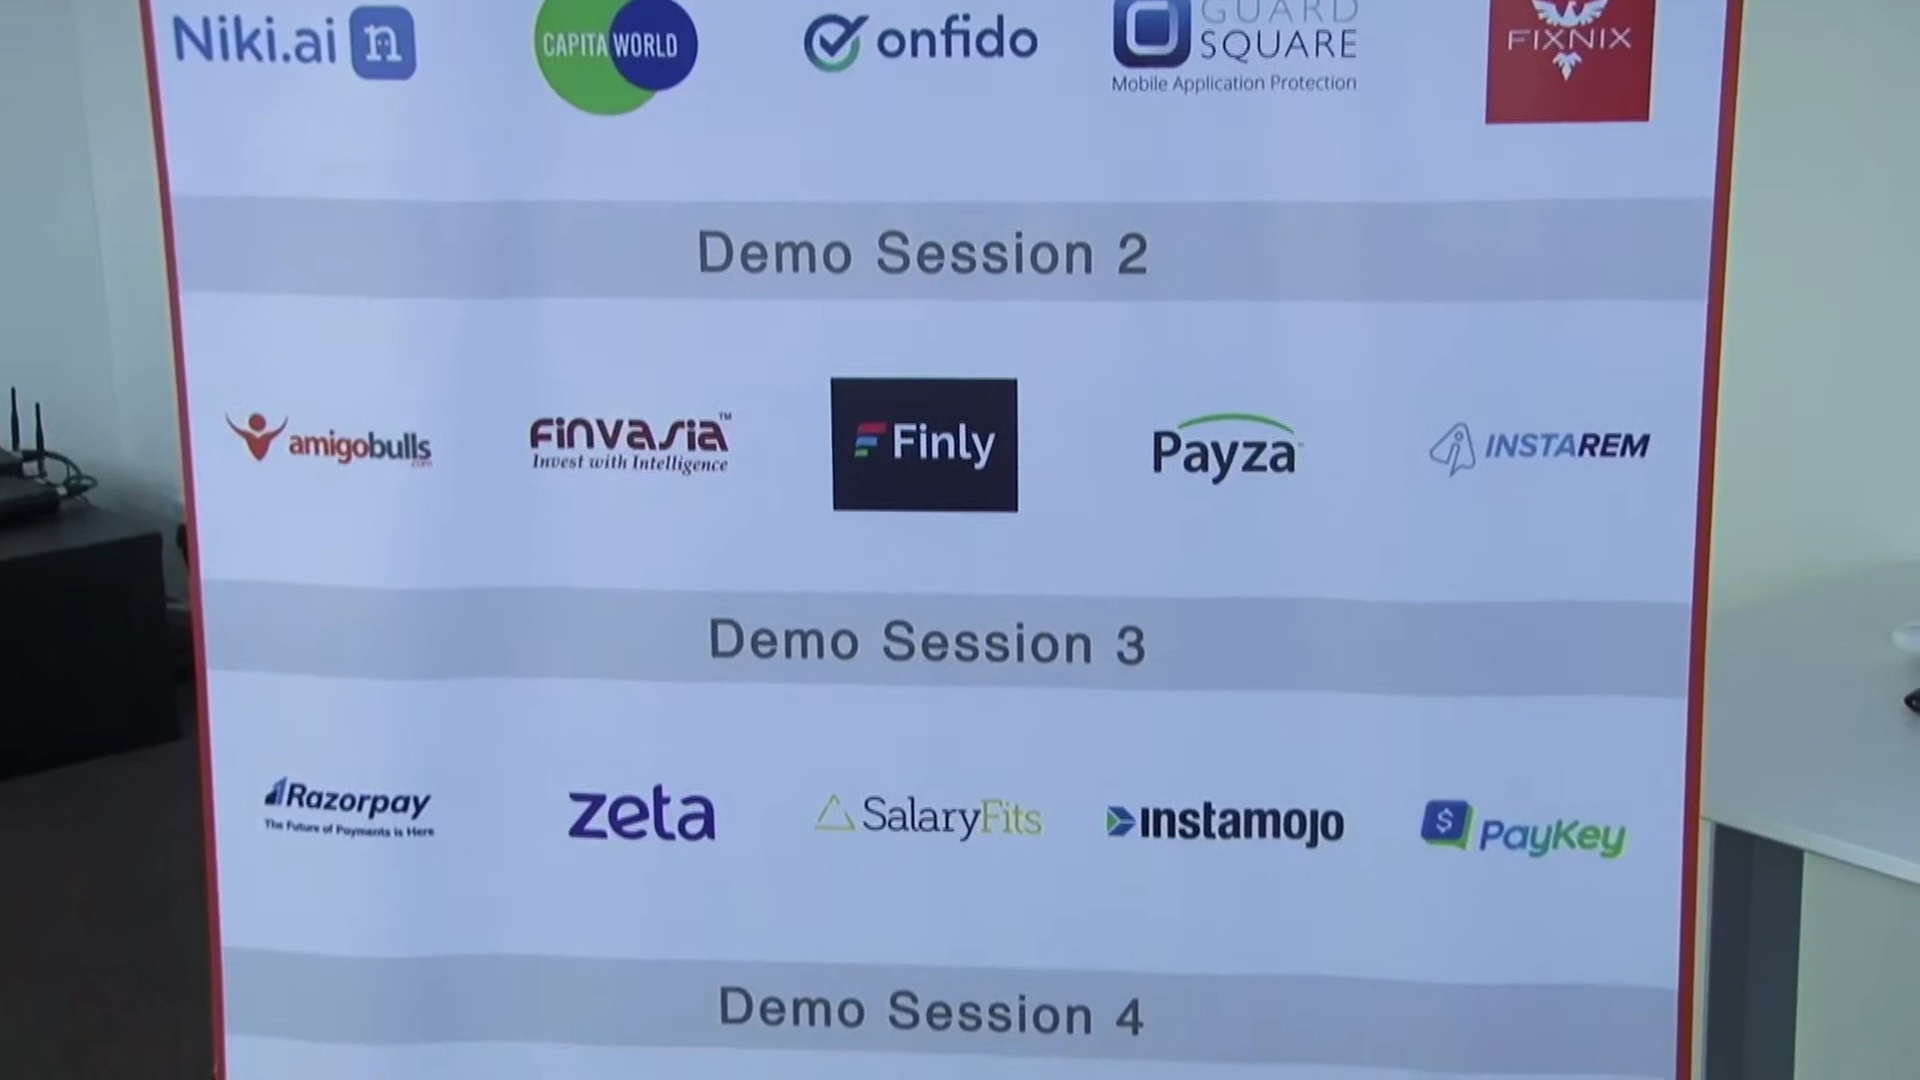 Niki.ai n
CAPITA WORLD
onfido
GUARD
SQUARE
Mobile Application Protection
FIXNIX
Demo Session 2
amigobulls
.com
FINVASIA™
Invest with Intelligence
Finly
Payza
INSTAREM
Demo Session 3
Razorpay
The Future of Payments is Here
zeta
SalaryFits
instamojo
$ PayKey
Demo Session 4